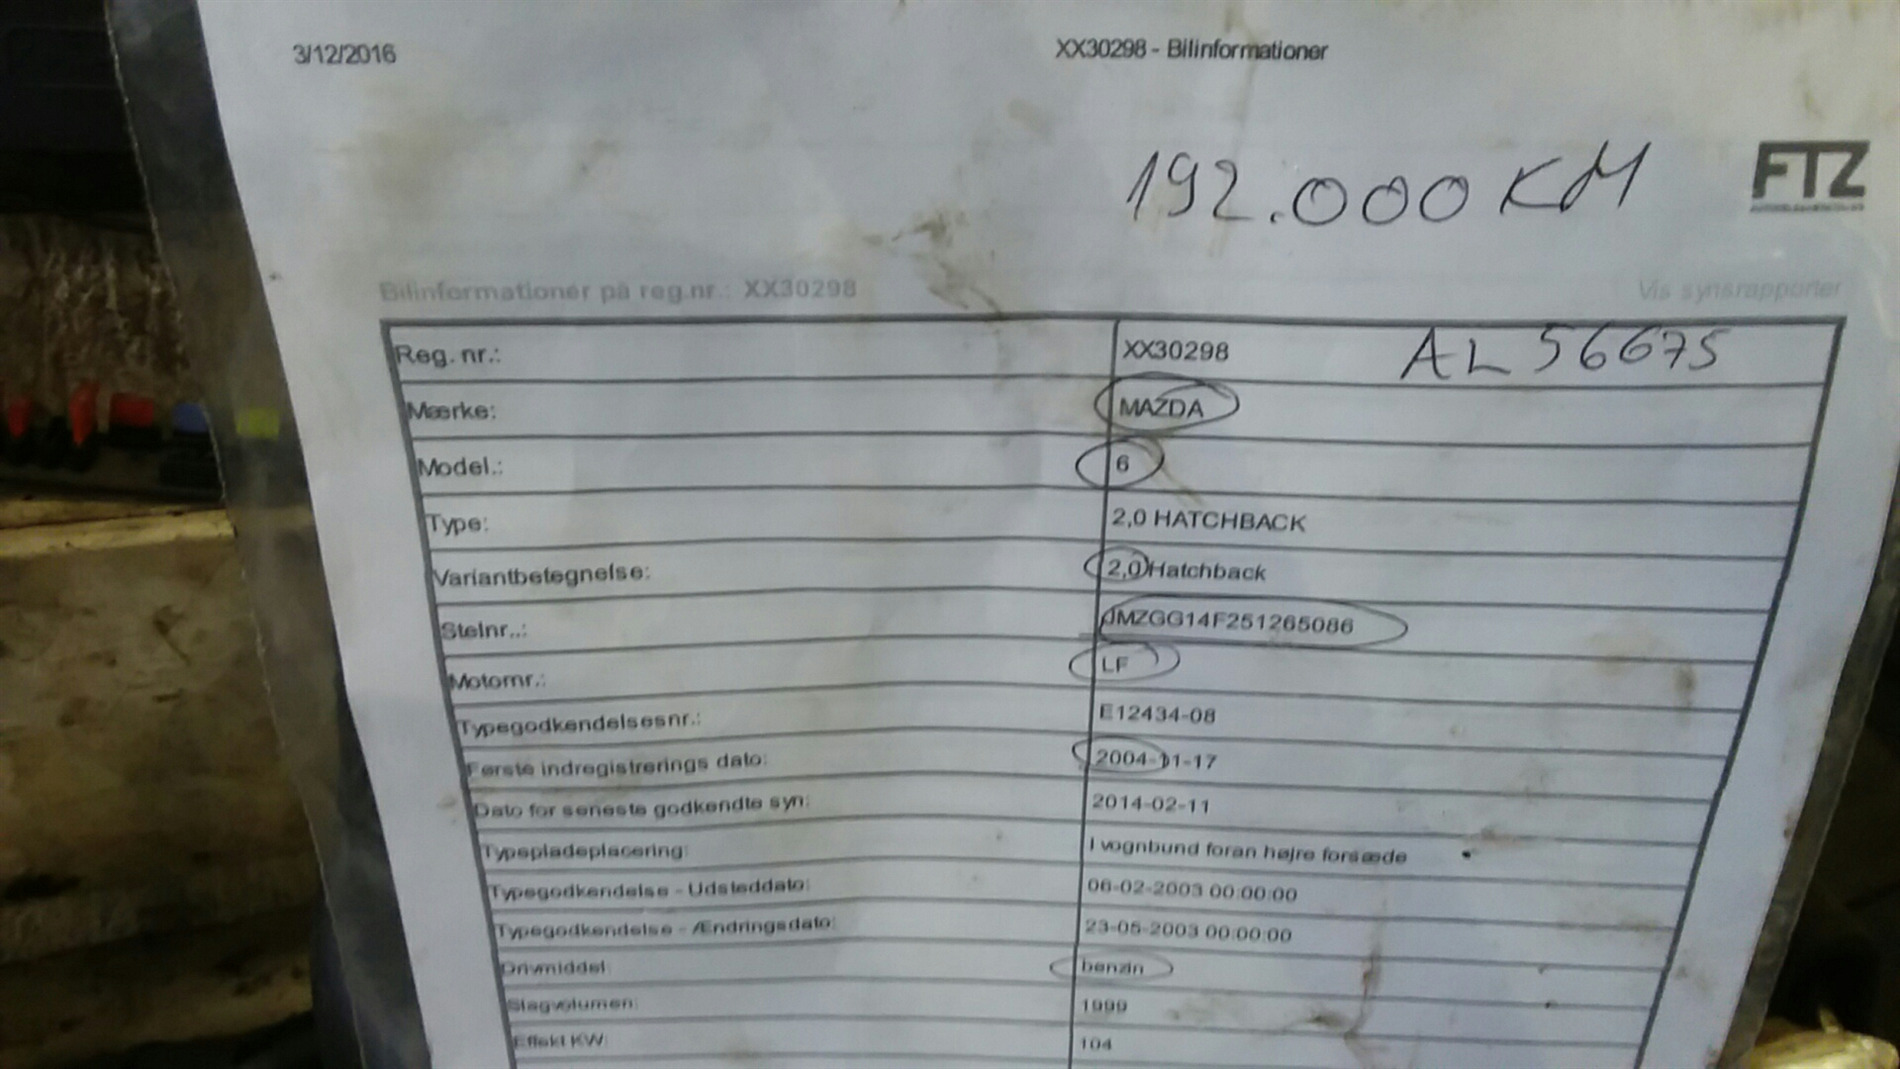 3/12/2016 XX30298 - Bilinformationer
192.000 KM FTZ
Bilinformationer på reg.nr.: XX30298 Vis synsrapporter
Reg. nr.: XX30298 AL 56675
Mærke: MAZDA
Model.: 6
Type: 2,0 HATCHBACK
Variantbetegnelse: 2,0 Hatchback
Stelnr..: JMZGG14F251265086
Motornr.: LF
Typegodkendelsesnr.: E12434-08
Første indregistrerings dato: 2004-11-17
Dato for seneste godkendte syn: 2014-02-11
Typepladeplacering: I vognbund foran højre forsæde
Typegodkendelse - Udsteddato: 06-02-2003 00:00:00
Typegodkendelse - Ændringsdato: 23-05-2003 00:00:00
Drivmiddel benzin
Slagvolumen: 1999
Effekt KW 104